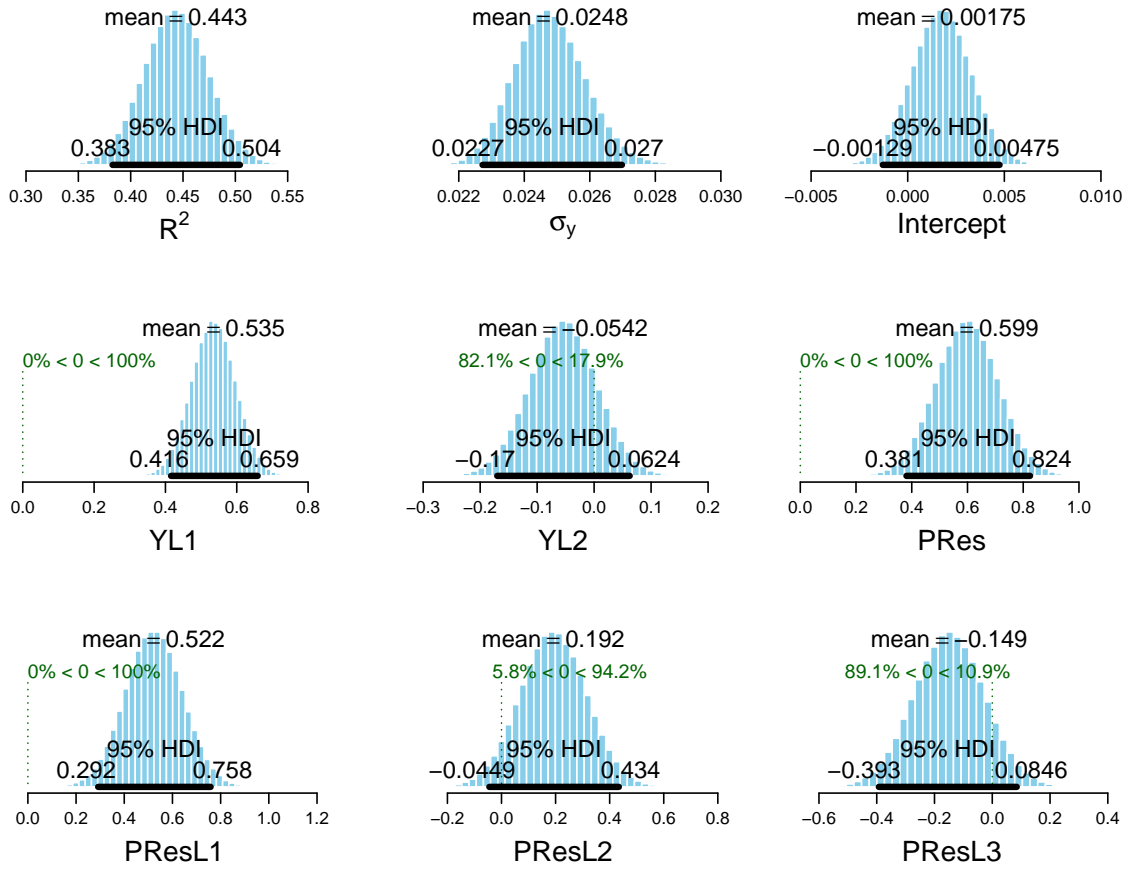 mean = 0.443
95% HDI
0.383 0.504
0.30 0.40 0.50 0.55
R²
mean = 0.0248
95% HDI
0.0227 0.027
0.022 0.024 0.026 0.028 0.030
σy
mean = 0.00175
95% HDI
−0.00129 0.00475
−0.005 0.000 0.005 0.010
Intercept
mean = 0.535
0% < 0 < 100%
95% HDI
0.416 0.659
0.0 0.2 0.4 0.6 0.8
YL1
mean = −0.0542
82.1% < 0 < 17.9%
95% HDI
−0.17 0.0624
−0.3 −0.2 −0.1 0.0 0.1 0.2
YL2
mean = 0.599
0% < 0 < 100%
95% HDI
0.381 0.824
0.0 0.2 0.4 0.6 0.8 1.0
PRes
mean = 0.522
0% < 0 < 100%
95% HDI
0.292 0.758
0.0 0.2 0.4 0.6 0.8 1.0 1.2
PResL1
mean = 0.192
5.8% < 0 < 94.2%
95% HDI
−0.0449 0.434
−0.2 0.0 0.2 0.4 0.6 0.8
PResL2
mean = −0.149
89.1% < 0 < 10.9%
95% HDI
−0.393 0.0846
−0.6 −0.4 −0.2 0.0 0.2 0.4
PResL3